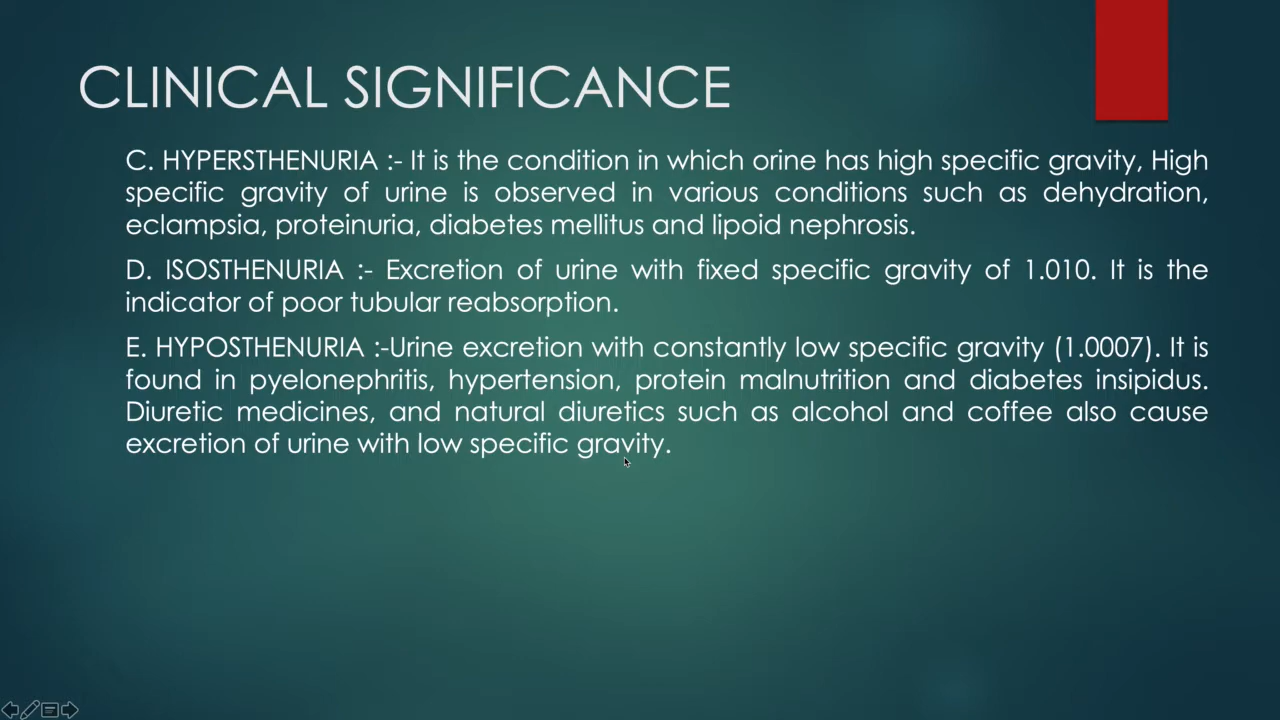 CLINICAL SIGNIFICANCE
C. HYPERSTHENURIA :- It is the condition in which orine has high specific gravity, High
specific gravity of urine is observed in various conditions such as dehydration,
eclampsia, proteinuria, diabetes mellitus and lipoid nephrosis.
D. ISOSTHENURIA :- Excretion of urine with fixed specific gravity of 1.010. It is the
indicator of poor tubular reabsorption.
E. HYPOSTHENURIA :-Urine excretion with constantly low specific gravity (1.0007). It is
found in pyelonephritis, hypertension, protein malnutrition and diabetes insipidus.
Diuretic medicines, and natural diuretics such as alcohol and coffee also cause
excretion of urine with low specific gravity.